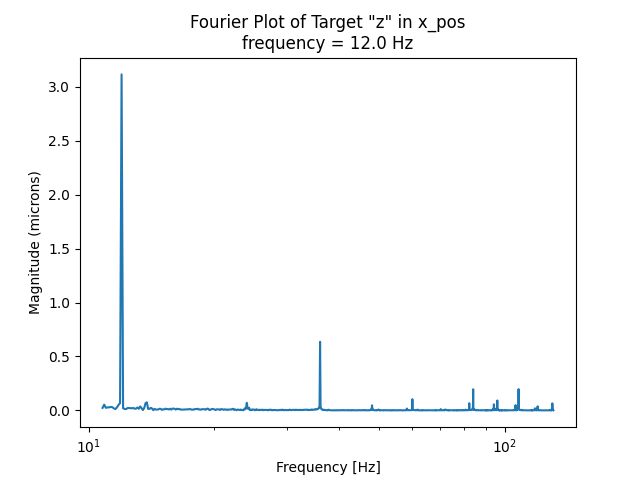 Fourier Plot of Target "z" in x_pos
frequency = 12.0 Hz
Magnitude (microns)
3.0
2.5
2.0
1.5
1.0
0.5
0.0
10¹
10²
Frequency [Hz]